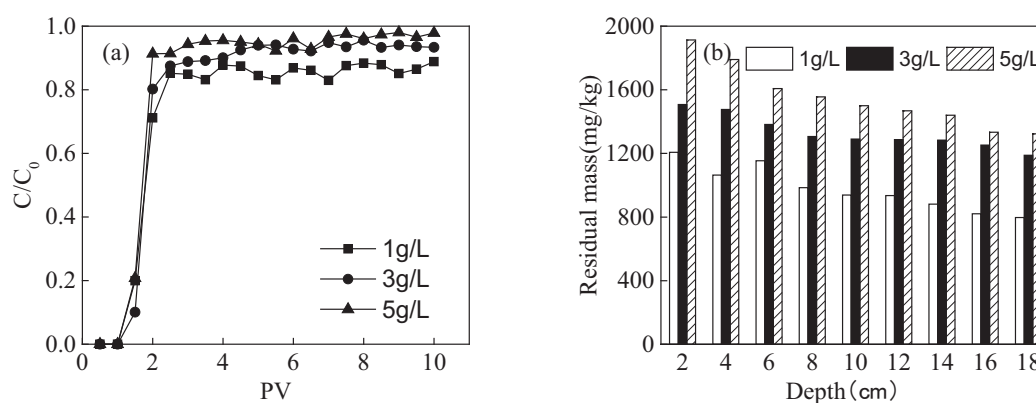 (a)
C/C0
1.0
0.8
0.6
0.4
0.2
0.0
1g/L
3g/L
5g/L
0 2 4 6 8 10
PV
(b)
1g/L 3g/L 5g/L
Residual mass(mg/kg)
2000
1600
1200
800
400
0
2 4 6 8 10 12 14 16 18
Depth(cm)